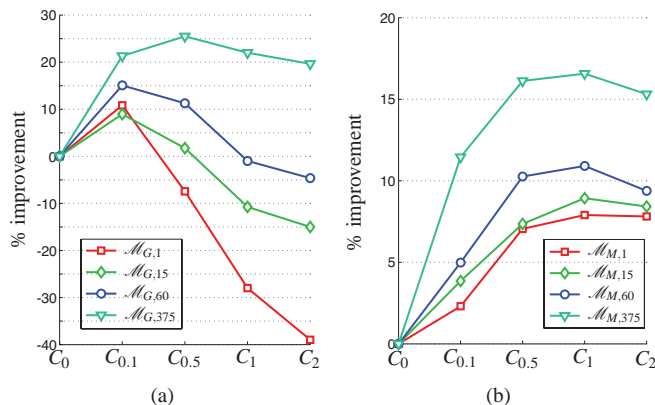 % improvement
30
20
10
0
-10
-20
-30
-40
C0 C0.1 C0.5 C1 C2
ℳG,1
ℳG,15
ℳG,60
ℳG,375
(a)
% improvement
20
15
10
5
0
C0 C0.1 C0.5 C1 C2
ℳM,1
ℳM,15
ℳM,60
ℳM,375
(b)